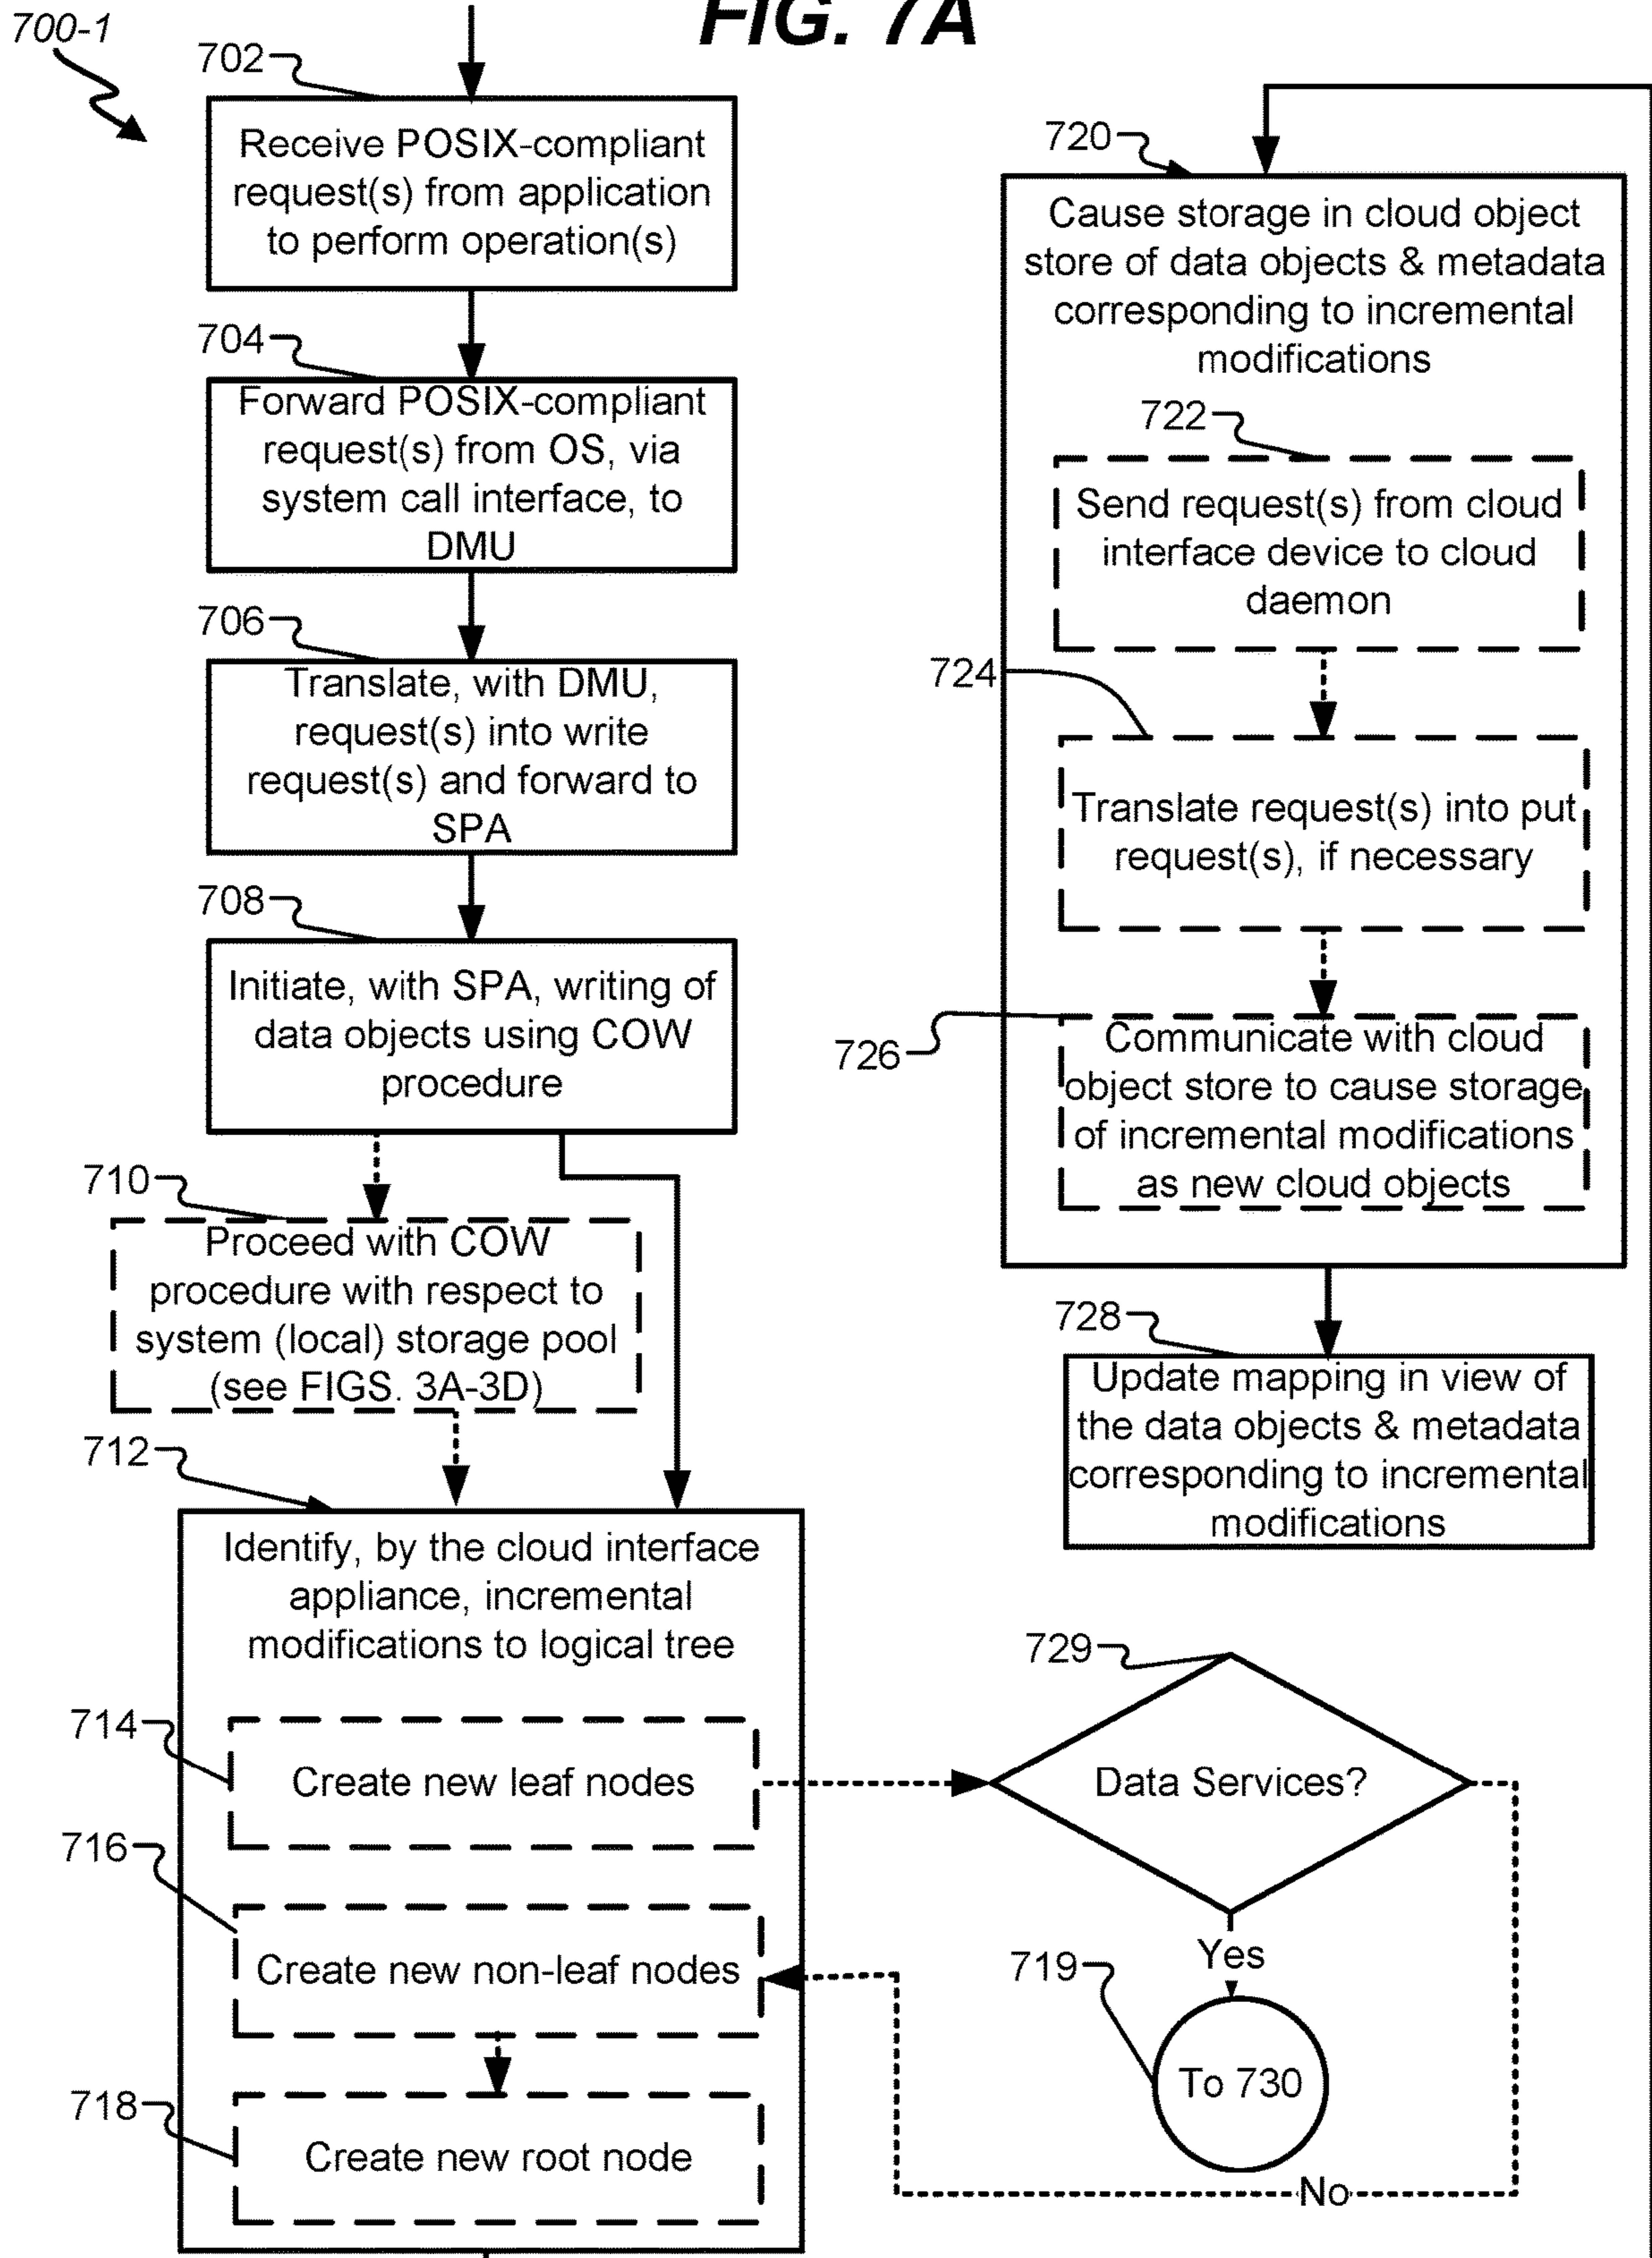 FIG. 7A
700-1
702
Receive POSIX-compliant
request(s) from application
to perform operation(s)
704
Forward POSIX-compliant
request(s) from OS, via
system call interface, to
DMU
706
Translate, with DMU,
request(s) into write
request(s) and forward to
SPA
708
Initiate, with SPA, writing of
data objects using COW
procedure
710
Proceed with COW
procedure with respect to
system (local) storage pool
(see FIGS. 3A-3D)
712
Identify, by the cloud interface
appliance, incremental
modifications to logical tree
714
Create new leaf nodes
716
Create new non-leaf nodes
718
Create new root node
720
Cause storage in cloud object
store of data objects & metadata
corresponding to incremental
modifications
722
Send request(s) from cloud
interface device to cloud
daemon
724
Translate request(s) into put
request(s), if necessary
726
Communicate with cloud
object store to cause storage
of incremental modifications
as new cloud objects
728
Update mapping in view of
the data objects & metadata
corresponding to incremental
modifications
729
Data Services?
Yes
719
To 730
No